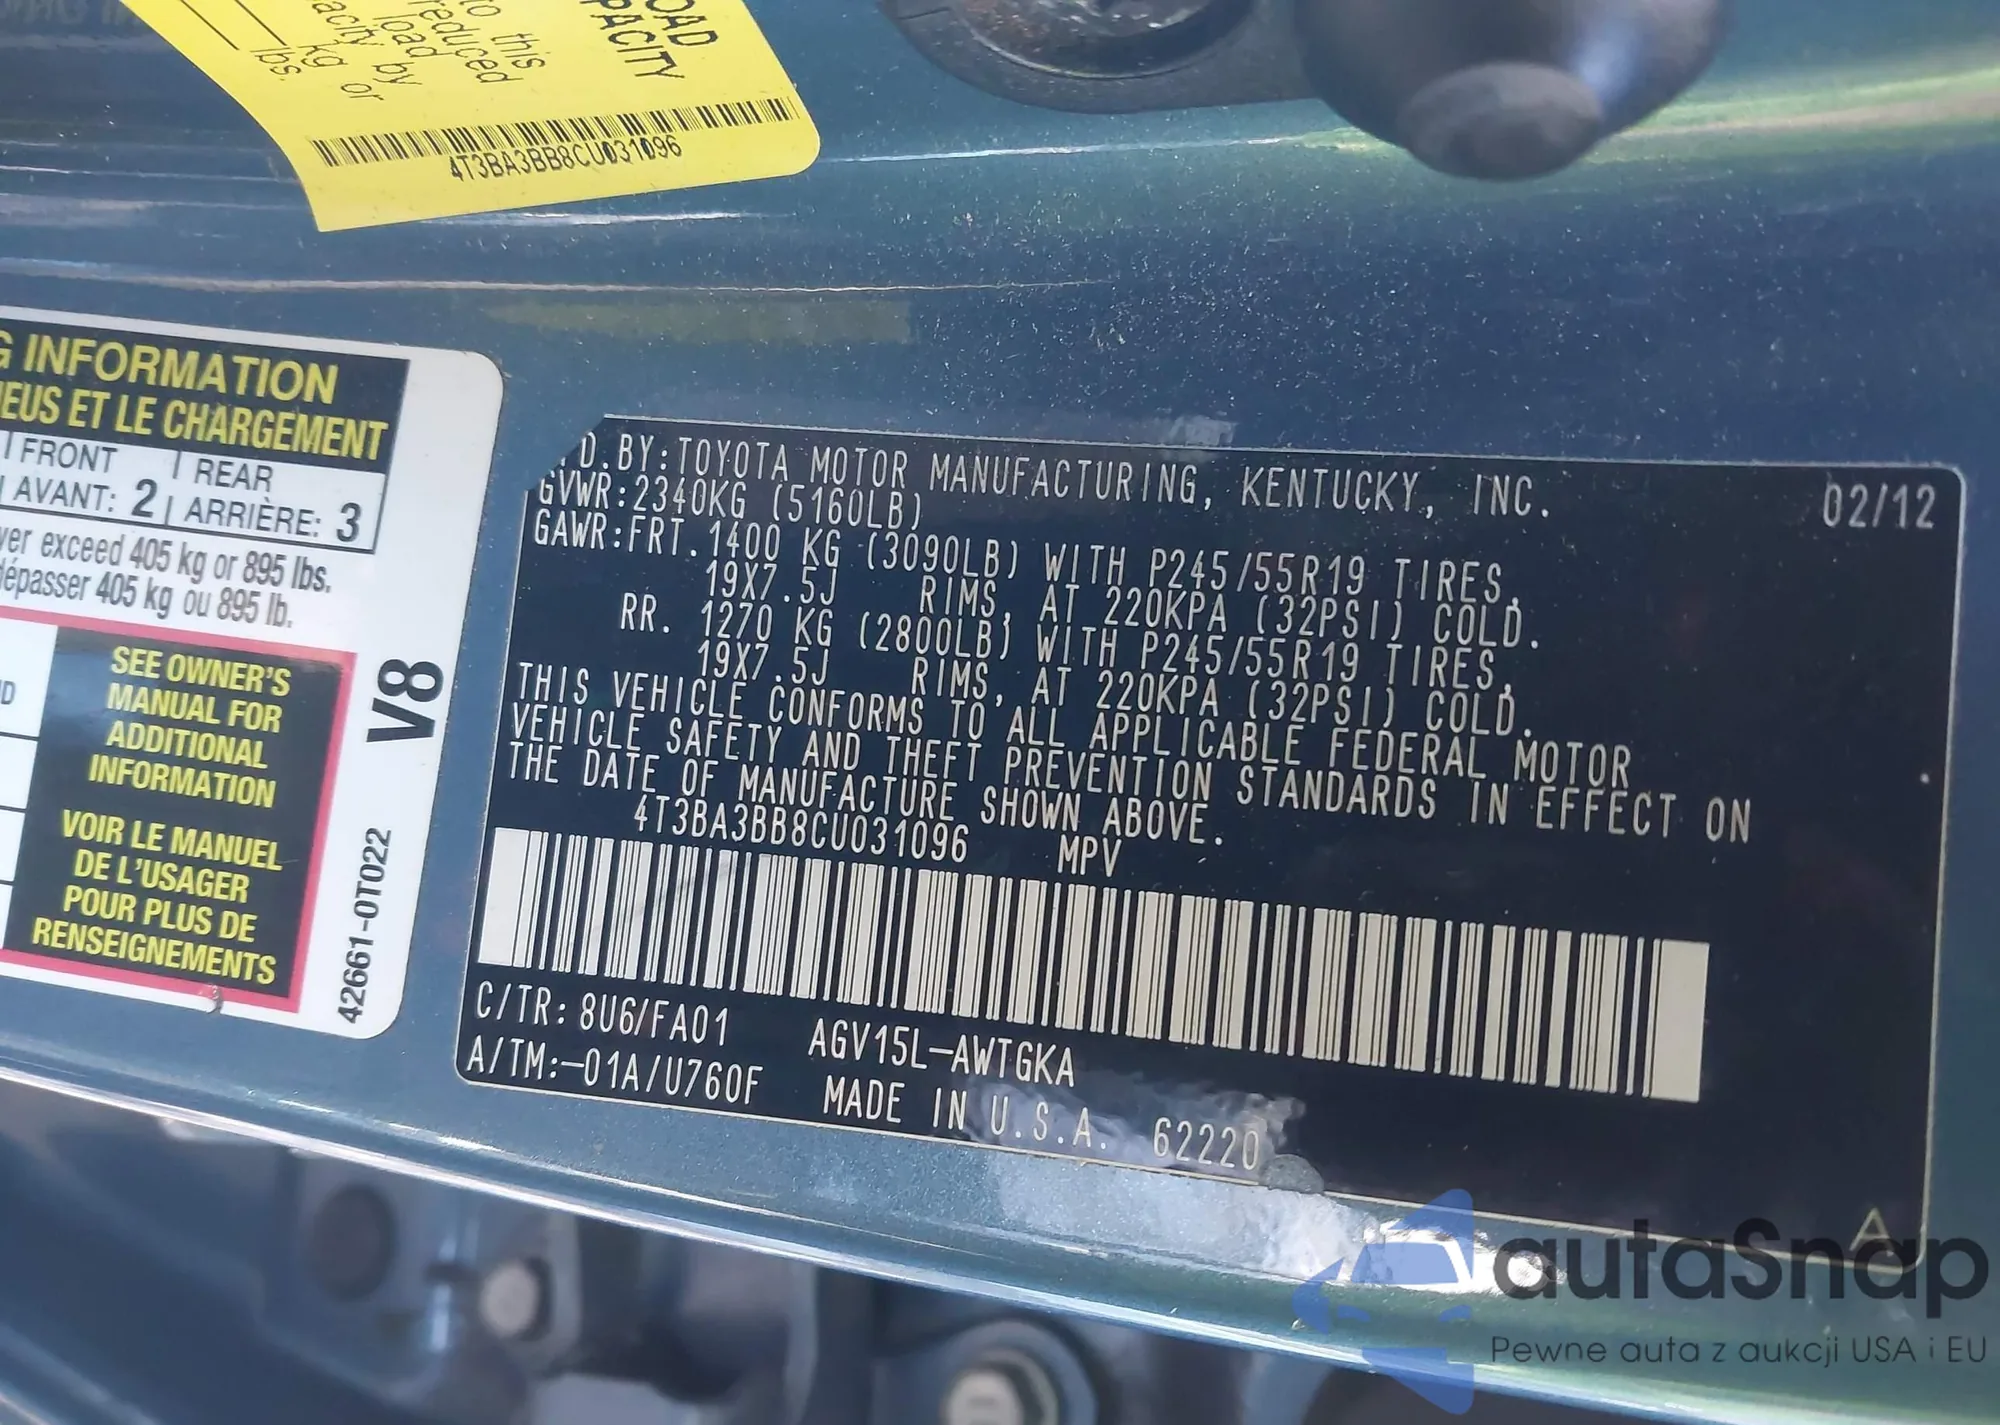 OAD
PACITY
to this
reduced
load
acity by
kg or
lbs.
4T3BA3BB8CU031096
G INFORMATION
NEUS ET LE CHARGEMENT
FRONT REAR
AVANT: 2 ARRIÈRE: 3
ver exceed 405 kg or 895 lbs.
dépasser 405 kg ou 895 lb.
SEE OWNER'S
MANUAL FOR
ADDITIONAL
INFORMATION
VOIR LE MANUEL
DE L'USAGER
POUR PLUS DE
RENSEIGNEMENTS
V8
42661-0T022
D.BY:TOYOTA MOTOR MANUFACTURING, KENTUCKY, INC. 02/12
GVWR:2340KG (5160LB)
GAWR:FRT.1400 KG (3090LB) WITH P245/55R19 TIRES,
19X7.5J RIMS, AT 220KPA (32PSI) COLD.
RR. 1270 KG (2800LB) WITH P245/55R19 TIRES,
19X7.5J RIMS, AT 220KPA (32PSI) COLD.
THIS VEHICLE CONFORMS TO ALL APPLICABLE FEDERAL MOTOR
VEHICLE SAFETY AND THEFT PREVENTION STANDARDS IN EFFECT ON
THE DATE OF MANUFACTURE SHOWN ABOVE.
4T3BA3BB8CU031096 MPV
C/TR: 8U6/FA01 AGV15L-AWTGKA
A/TM:-01A/U760F MADE IN U.S.A. 62220
A
autaSnap
Pewne auta z aukcji USA i EU